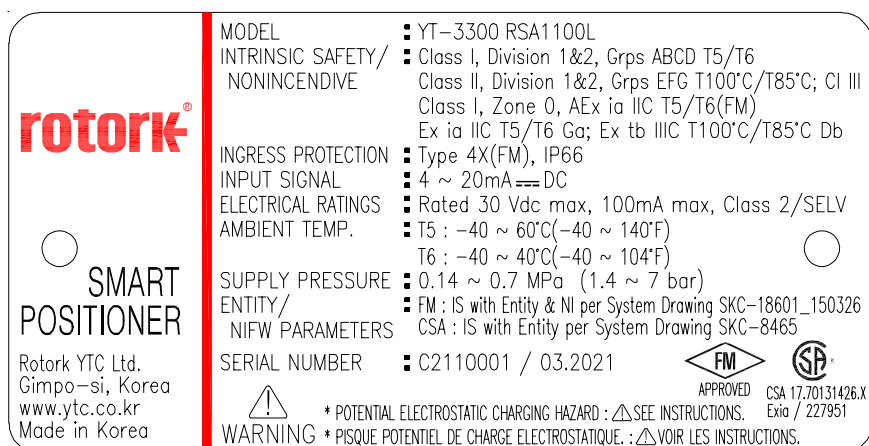 rotork®
SMART
POSITIONER
Rotork YTC Ltd.
Gimpo-si, Korea
www.ytc.co.kr
Made in Korea
MODEL : YT-3300 RSA1100L
INTRINSIC SAFETY/ : Class I, Division 1&2, Grps ABCD T5/T6
NONINCENDIVE Class II, Division 1&2, Grps EFG T100°C/T85°C; Cl III
Class I, Zone 0, AEx ia IIC T5/T6(FM)
Ex ia IIC T5/T6 Ga; Ex tb IIIC T100°C/T85°C Db
INGRESS PROTECTION : Type 4X(FM), IP66
INPUT SIGNAL : 4 ~ 20mA ⎓ DC
ELECTRICAL RATINGS : Rated 30 Vdc max, 100mA max, Class 2/SELV
AMBIENT TEMP. : T5 : -40 ~ 60°C(-40 ~ 140°F)
T6 : -40 ~ 40°C(-40 ~ 104°F)
SUPPLY PRESSURE : 0.14 ~ 0.7 MPa (1.4 ~ 7 bar)
ENTITY/ : FM : IS with Entity & NI per System Drawing SKC-18601_150326
NIFW PARAMETERS CSA : IS with Entity per System Drawing SKC-8465
SERIAL NUMBER : C2110001 / 03.2021
FM
APPROVED
SA
CSA 17.70131426.X
Exia / 227951
WARNING * POTENTIAL ELECTROSTATIC CHARGING HAZARD : ⚠SEE INSTRUCTIONS.
* PISQUE POTENTIEL DE CHARGE ELECTROSTATIQUE. : ⚠VOIR LES INSTRUCTIONS.